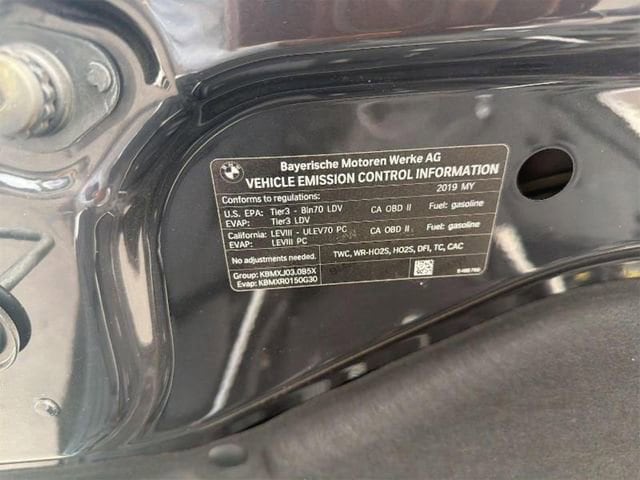 Bayerische Motoren Werke AG
VEHICLE EMISSION CONTROL INFORMATION
Conforms to regulations: 2019 MY
U.S. EPA: Tier3 - Bin70 LDV CA OBD II Fuel: gasoline
EVAP: Tier3 LDV
California: LEVIII - ULEV70 PC CA OBD II Fuel: gasoline
EVAP: LEVIII PC
No adjustments needed. TWC, WR-HO2S, HO2S, DFI, TC, CAC
Group: KBMXJ03.0B5X
Evap: KBMXR0150G30